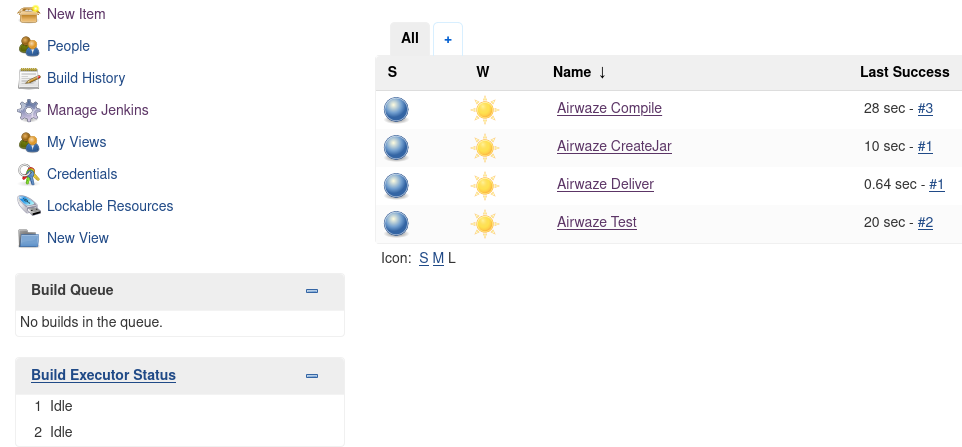 New Item
People
Build History
Manage Jenkins
My Views
Credentials
Lockable Resources
New View
Build Queue
No builds in the queue.
Build Executor Status
1 Idle
2 Idle
All +
S W Name ↓ Last Success
Airwaze Compile 28 sec - #3
Airwaze CreateJar 10 sec - #1
Airwaze Deliver 0.64 sec - #1
Airwaze Test 20 sec - #2
Icon: S M L